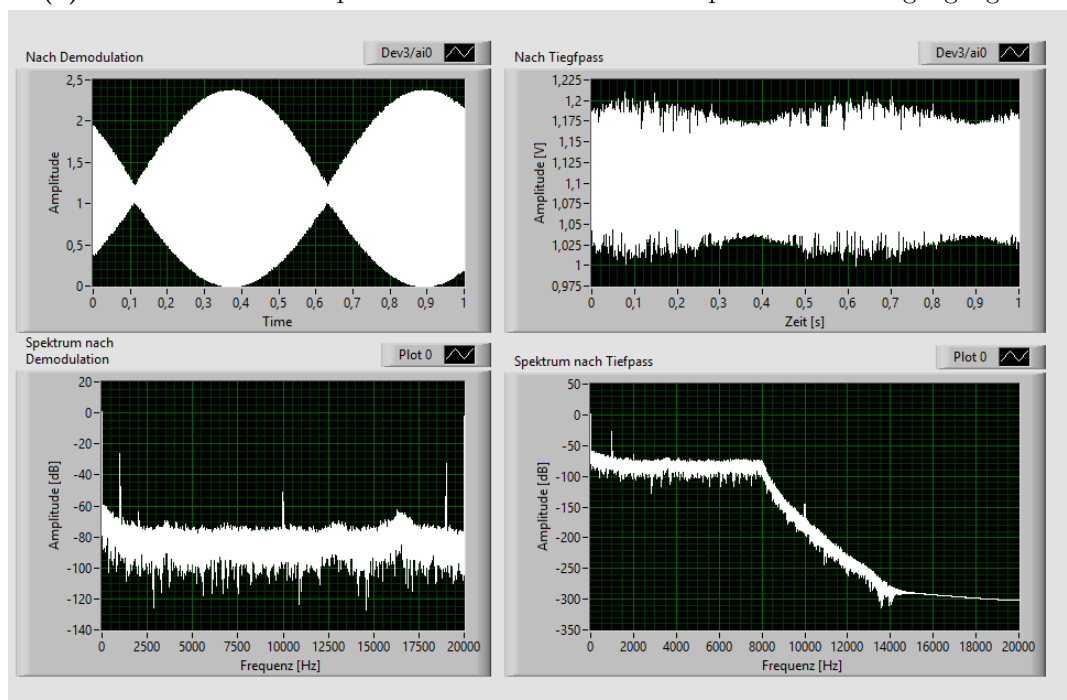 Nach Demodulation
Dev3/ai0
2,5
2
1,5
1
0,5
0
Amplitude
0 0,1 0,2 0,3 0,4 0,5 0,6 0,7 0,8 0,9 1
Time
Nach Tiegfpass
Dev3/ai0
1,225
1,2
1,175
1,15
1,125
1,1
1,075
1,05
1,025
1
0,975
Amplitude [V]
0 0,1 0,2 0,3 0,4 0,5 0,6 0,7 0,8 0,9 1
Zeit [s]
Spektrum nach
Demodulation
Plot 0
20
0
-20
-40
-60
-80
-100
-120
-140
Amplitude [dB]
0 2500 5000 7500 10000 12500 15000 17500 20000
Frequenz [Hz]
Spektrum nach Tiefpass
Plot 0
50
0
-50
-100
-150
-200
-250
-300
-350
Amplitude [dB]
0 2000 4000 6000 8000 10000 12000 14000 16000 18000 20000
Frequenz [Hz]